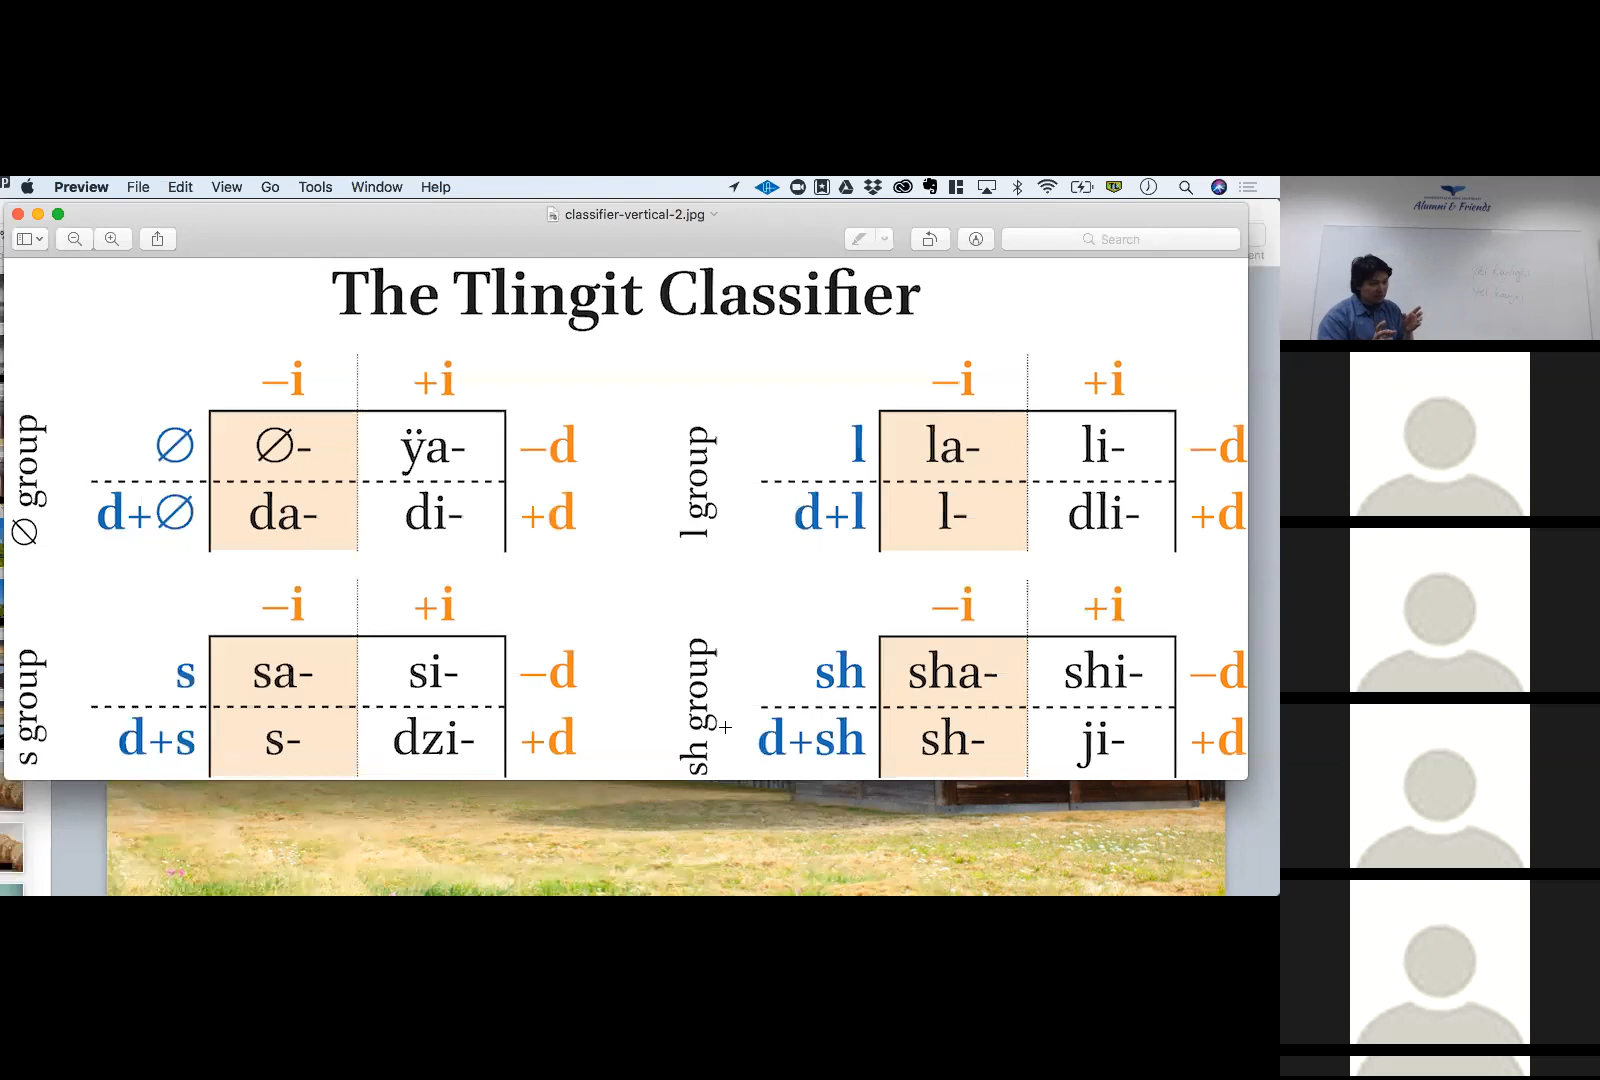 Preview File Edit View Go Tools Window Help
TL
classifier-vertical-2.jpg
Search
The Tlingit Classifier
−i +i
Ø group
Ø Ø- ÿa- −d
d+Ø da- di- +d
−i +i
l group
l la- li- −d
d+l l- dli- +d
−i +i
s group
s sa- si- −d
d+s s- dzi- +d
−i +i
sh group
sh sha- shi- −d
d+sh sh- ji- +d
Alumni & Friends